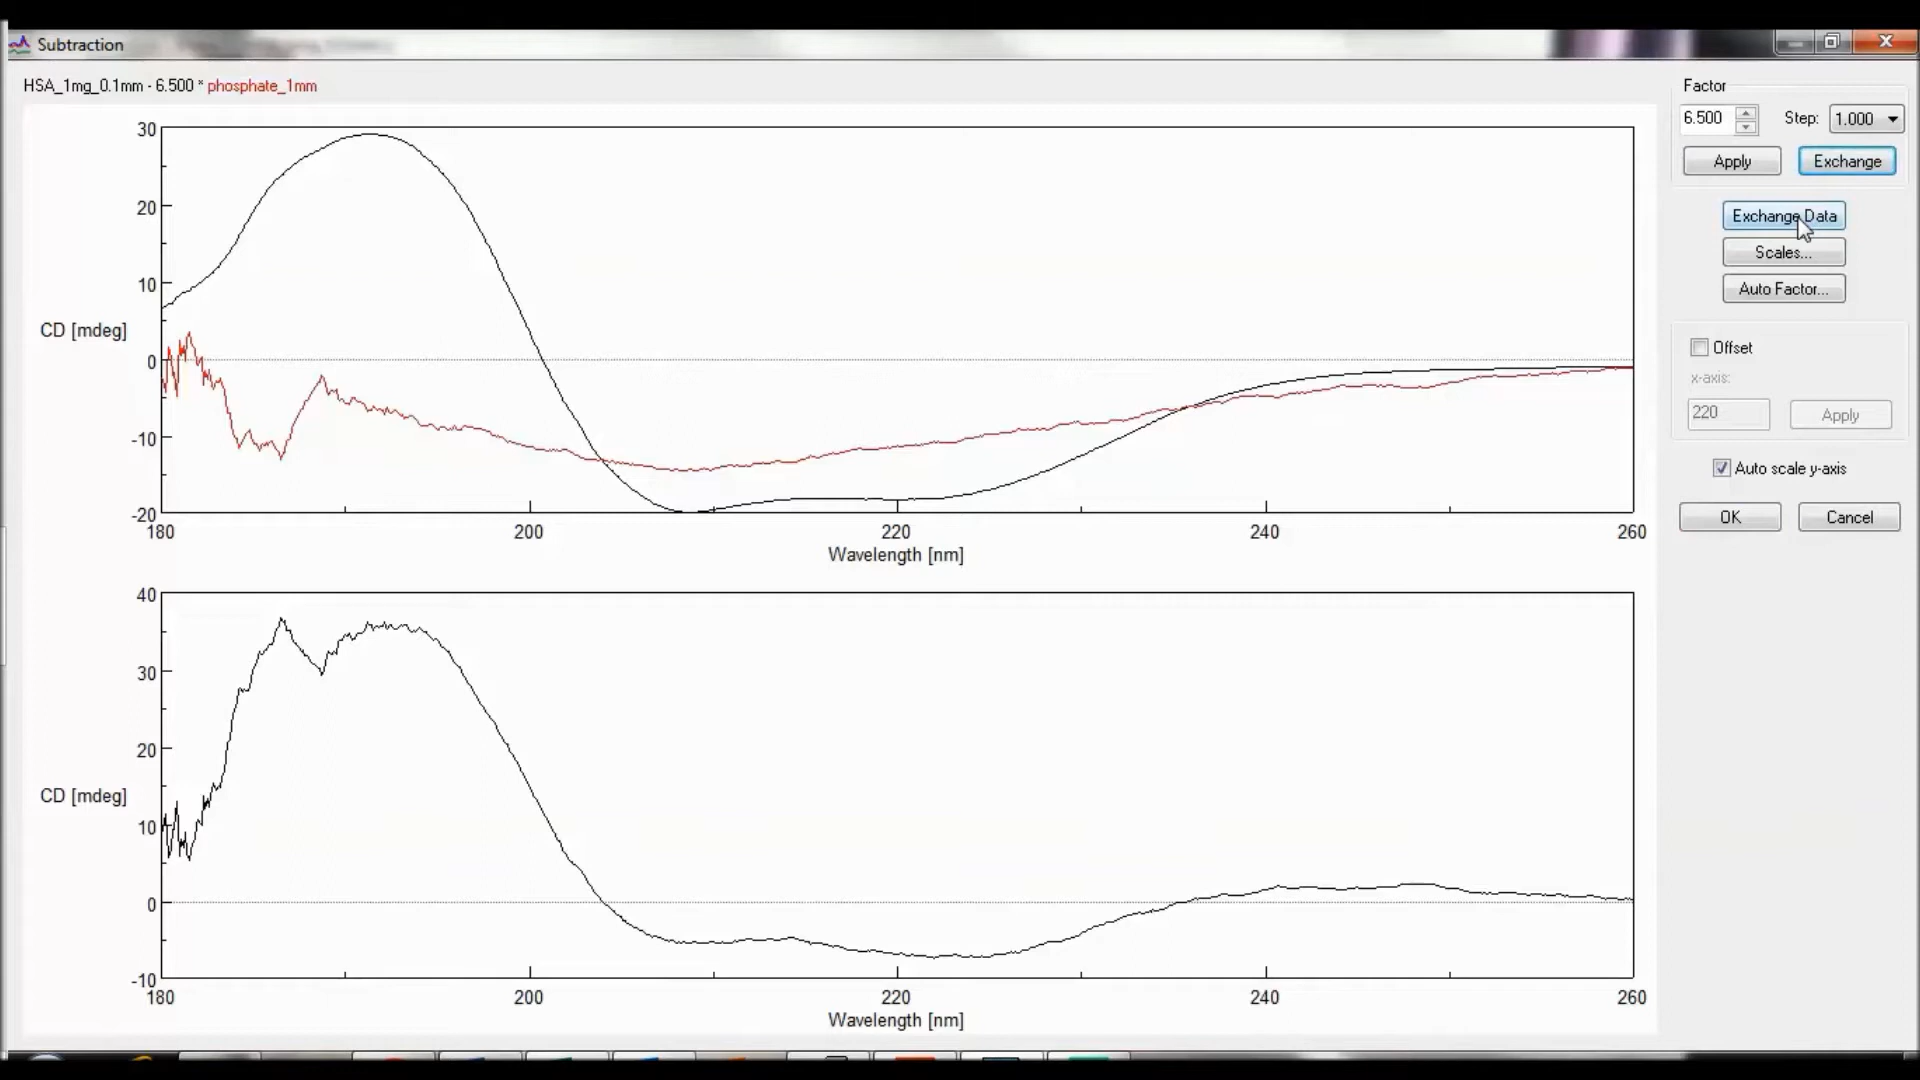 Subtraction
HSA_1mg_0.1mm - 6.500 * phosphate_1mm
30
20
10
0
-10
-20
CD [mdeg]
180
200
220
240
260
Wavelength [nm]
40
30
20
10
0
-10
CD [mdeg]
180
200
220
240
260
Wavelength [nm]
Factor
6.500
Step:
1.000
Apply
Exchange
Exchange Data
Scales...
Auto Factor...
Offset
x-axis:
220
Apply
Auto scale y-axis
OK
Cancel